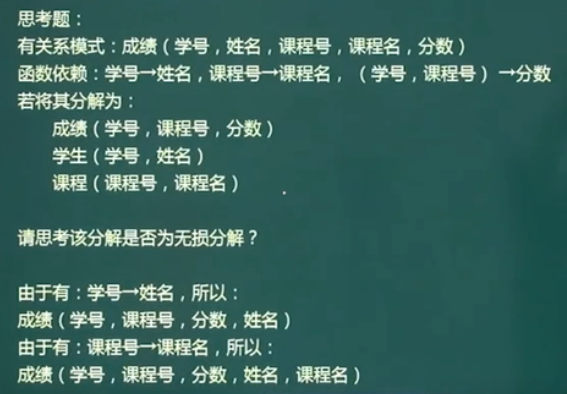 思考题：
有关系模式：成绩（学号，姓名，课程号，课程名，分数）
函数依赖：学号→姓名，课程号→课程名，（学号，课程号）→分数
若将其分解为：
成绩（学号，课程号，分数）
学生（学号，姓名）
课程（课程号，课程名）
请思考该分解是否为无损分解？
由于有：学号→姓名，所以：
成绩（学号，课程号，分数，姓名）
由于有：课程号→课程名，所以：
成绩（学号，课程号，分数，姓名，课程名）